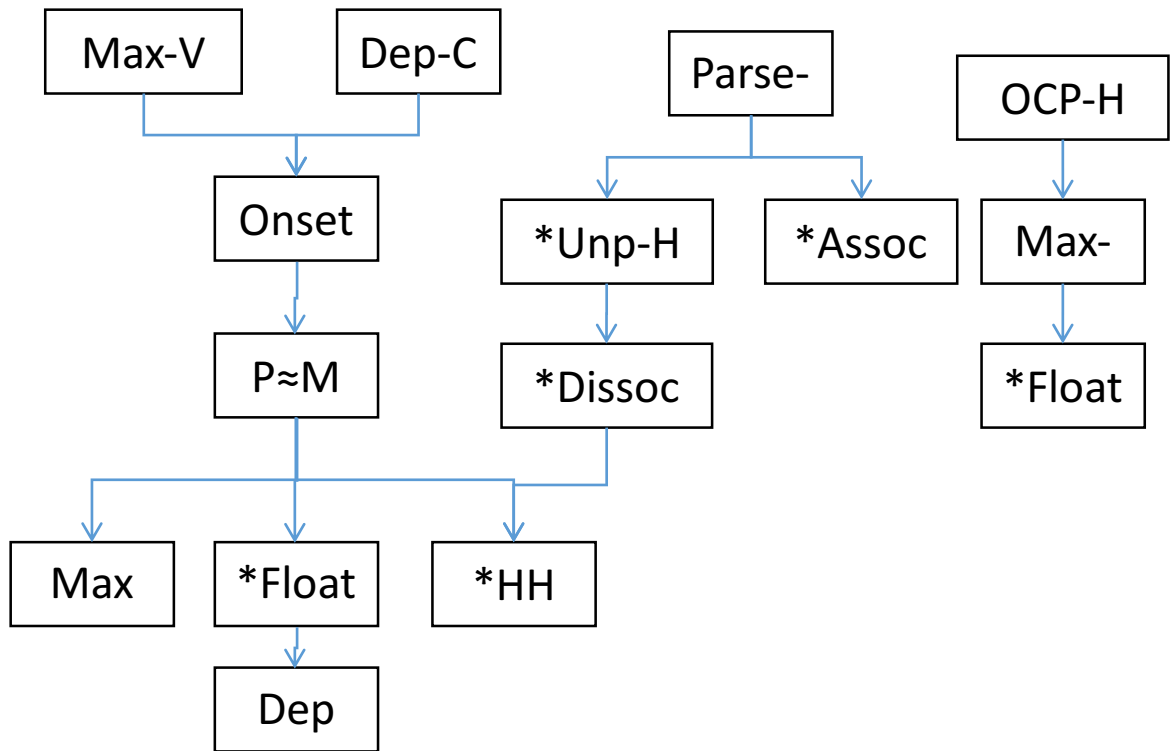 Max-V
Dep-C
Parse-
OCP-H
Onset
*Unp-H
*Assoc
Max-
P≈M
*Dissoc
*Float
Max
*Float
*HH
Dep